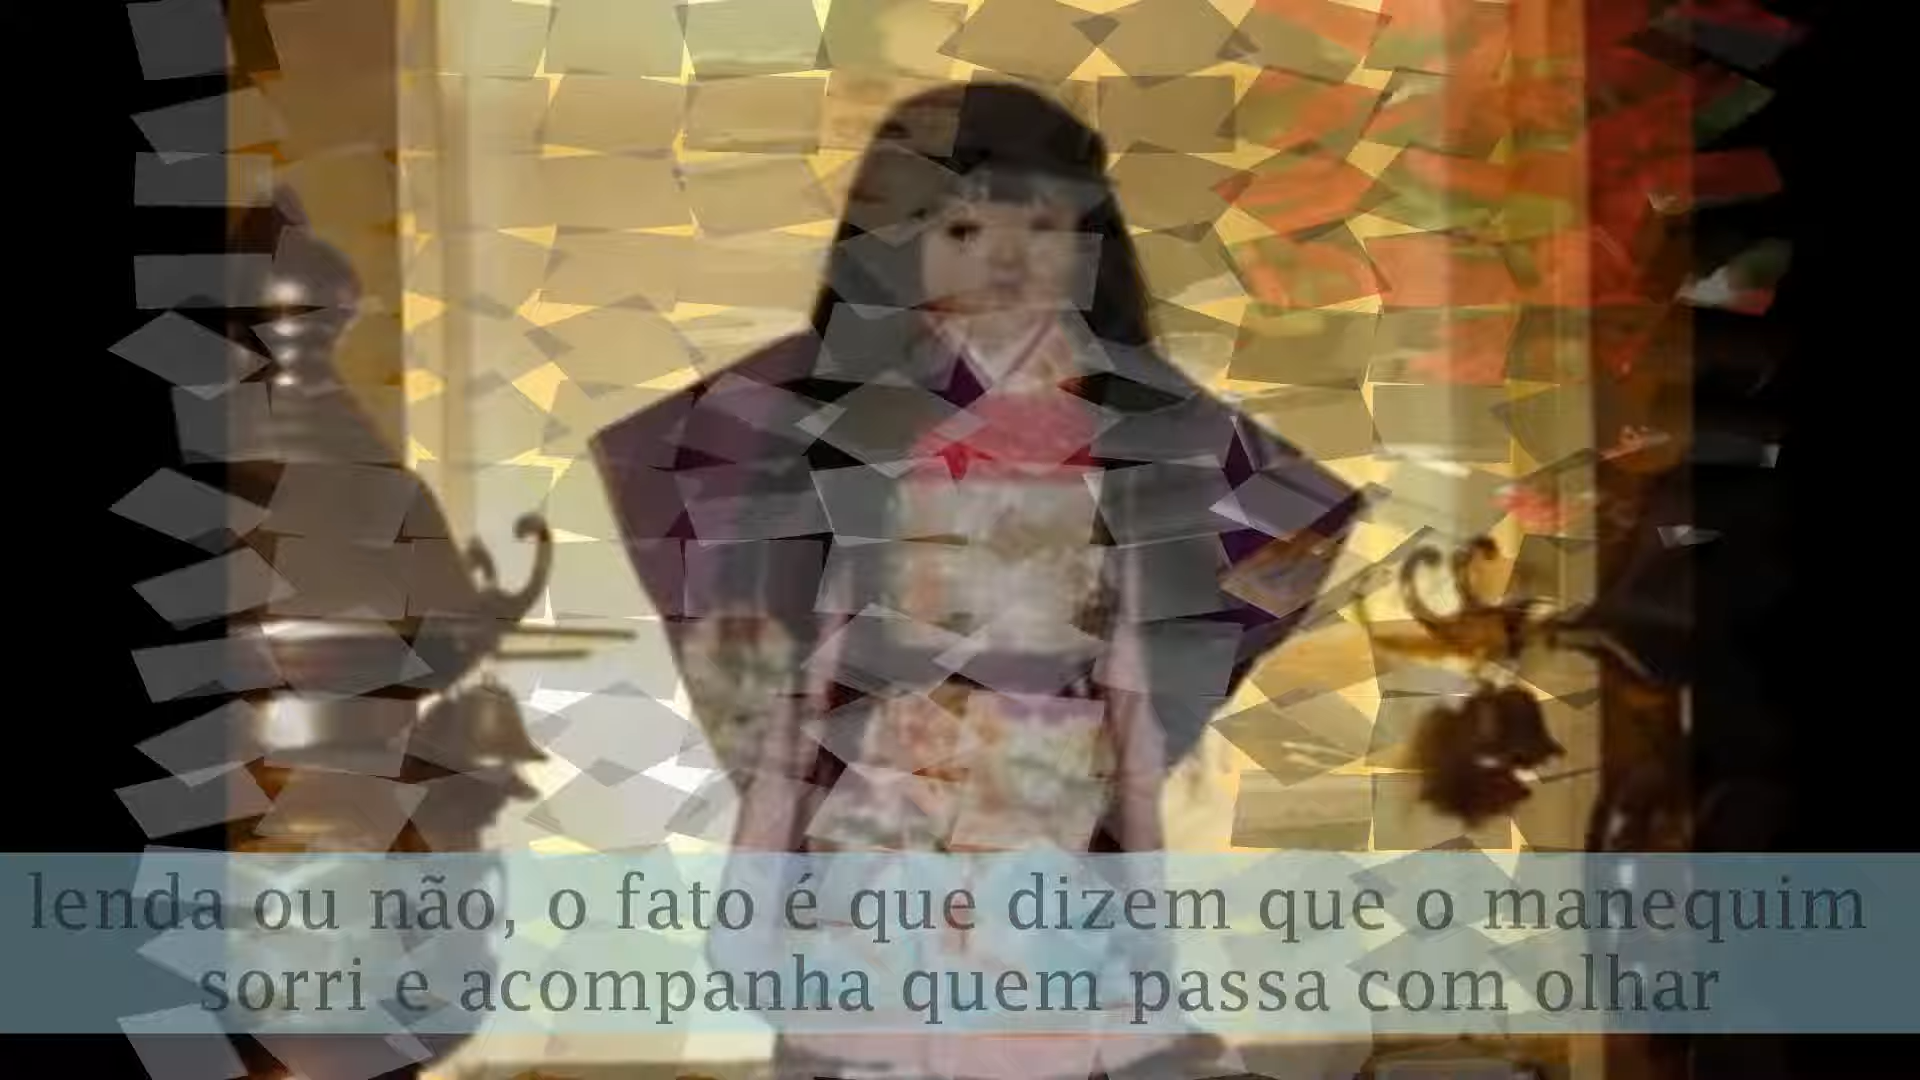 lenda ou não, o fato é que dizem que o manequim
sorri e acompanha quem passa com olhar